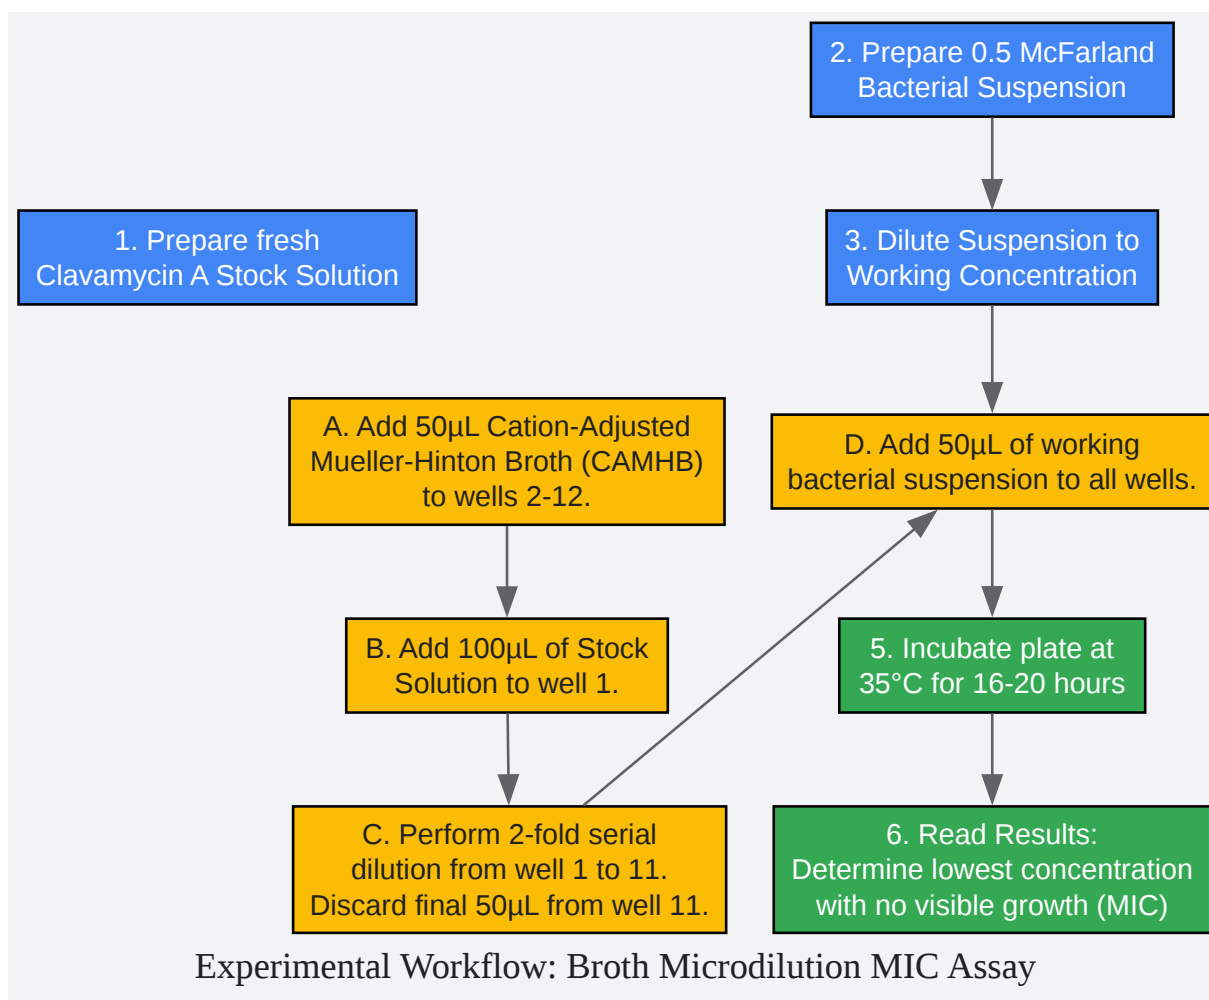 2. Prepare 0.5 McFarland
Bacterial Suspension
1. Prepare fresh
Clavamycin A Stock Solution
3. Dilute Suspension to
Working Concentration
A. Add 50µL Cation-Adjusted
Mueller-Hinton Broth (CAMHB)
to wells 2-12.
D. Add 50µL of working
bacterial suspension to all wells.
B. Add 100µL of Stock
Solution to well 1.
5. Incubate plate at
35°C for 16-20 hours
C. Perform 2-fold serial
dilution from well 1 to 11.
Discard final 50µL from well 11.
6. Read Results:
Determine lowest concentration
with no visible growth (MIC)
Experimental Workflow: Broth Microdilution MIC Assay